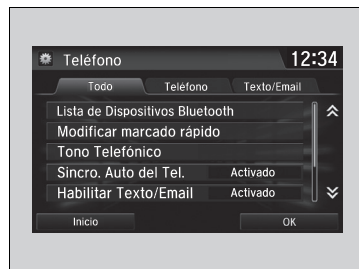 Teléfono 12:34
Todo Teléfono Texto/Email
Lista de Dispositivos Bluetooth
Modificar marcado rápido
Tono Telefónico
Sincro. Auto del Tel. Activado
Habilitar Texto/Email Activado
Inicio OK